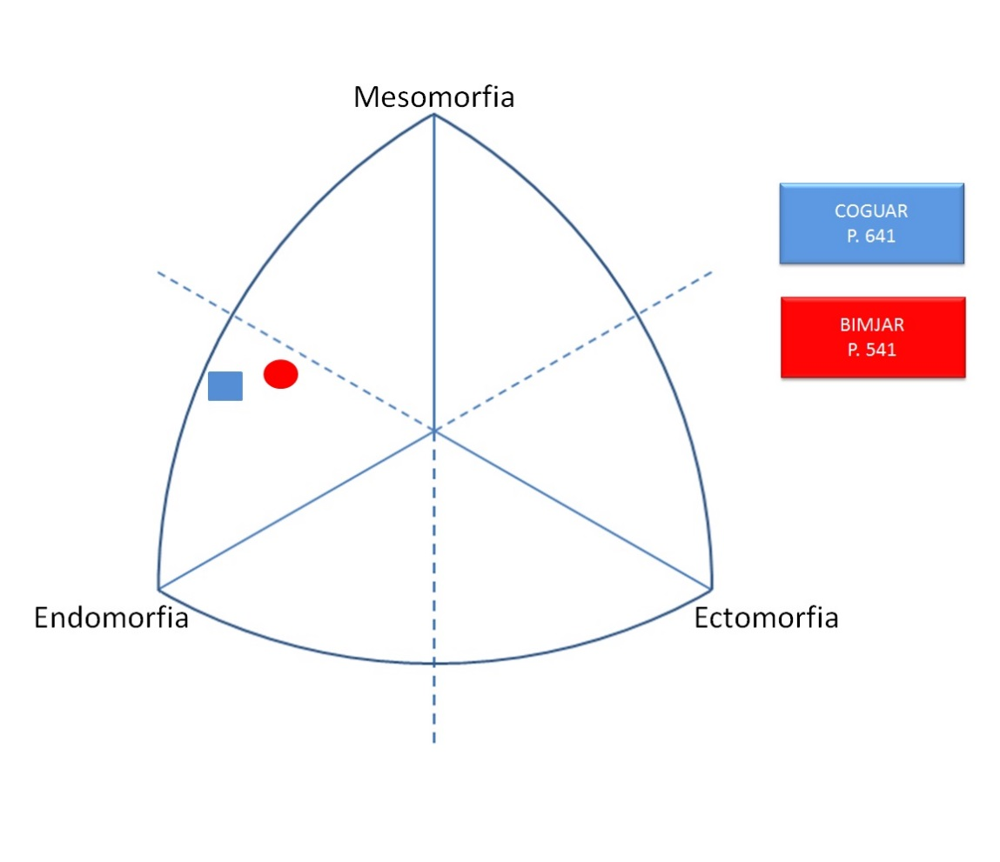 Mesomorfia
COGUAR
P. 641
BIMJAR
P. 541
Endomorfia
Ectomorfia